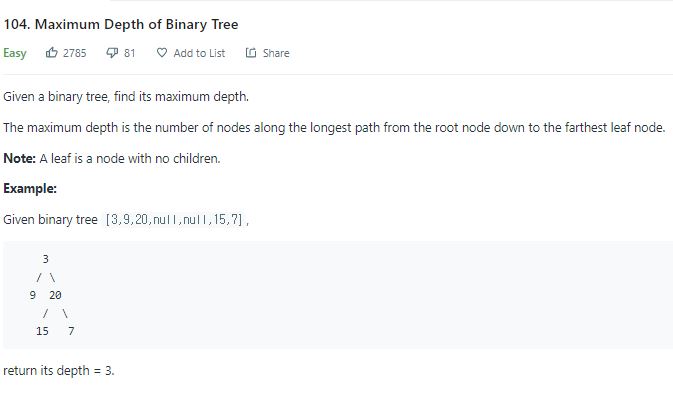 104. Maximum Depth of Binary Tree
Easy 2785 81 Add to List Share
Given a binary tree, find its maximum depth.
The maximum depth is the number of nodes along the longest path from the root node down to the farthest leaf node.
Note: A leaf is a node with no children.
Example:
Given binary tree [3,9,20,null,null,15,7],
3
/ \
9 20
/ \
15 7
return its depth = 3.